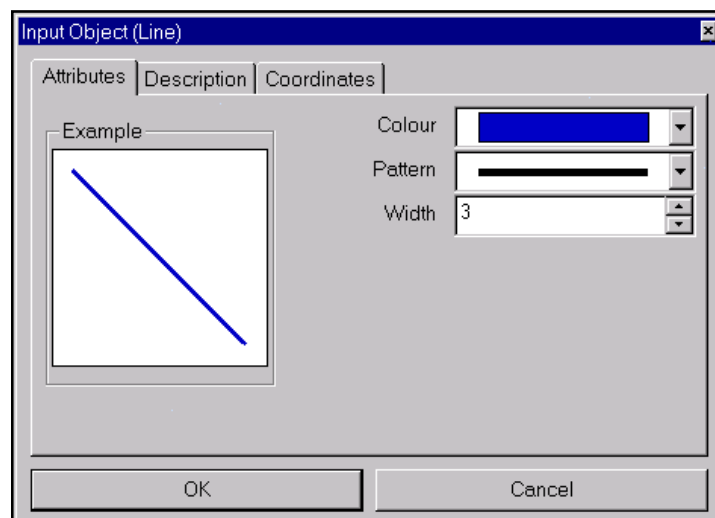 Input Object (Line)
Attributes Description Coordinates
Example
Colour
Pattern
Width 3
OK Cancel